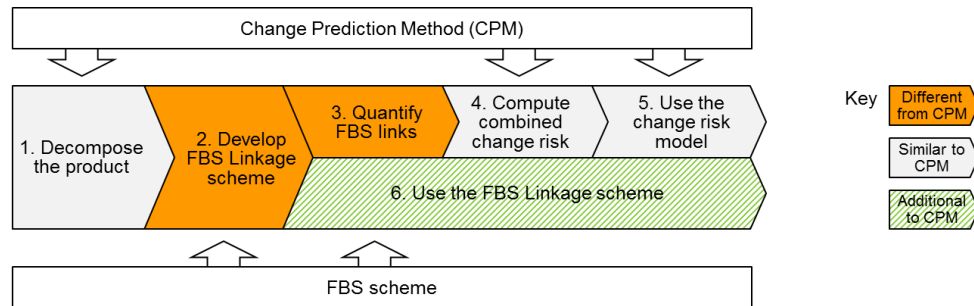 Change Prediction Method (CPM)
1. Decompose
the product
2. Develop
FBS Linkage
scheme
3. Quantify
FBS links
4. Compute
combined
change risk
5. Use the
change risk
model
6. Use the FBS Linkage scheme
FBS scheme
Key
Different
from CPM
Similar to
CPM
Additional
to CPM